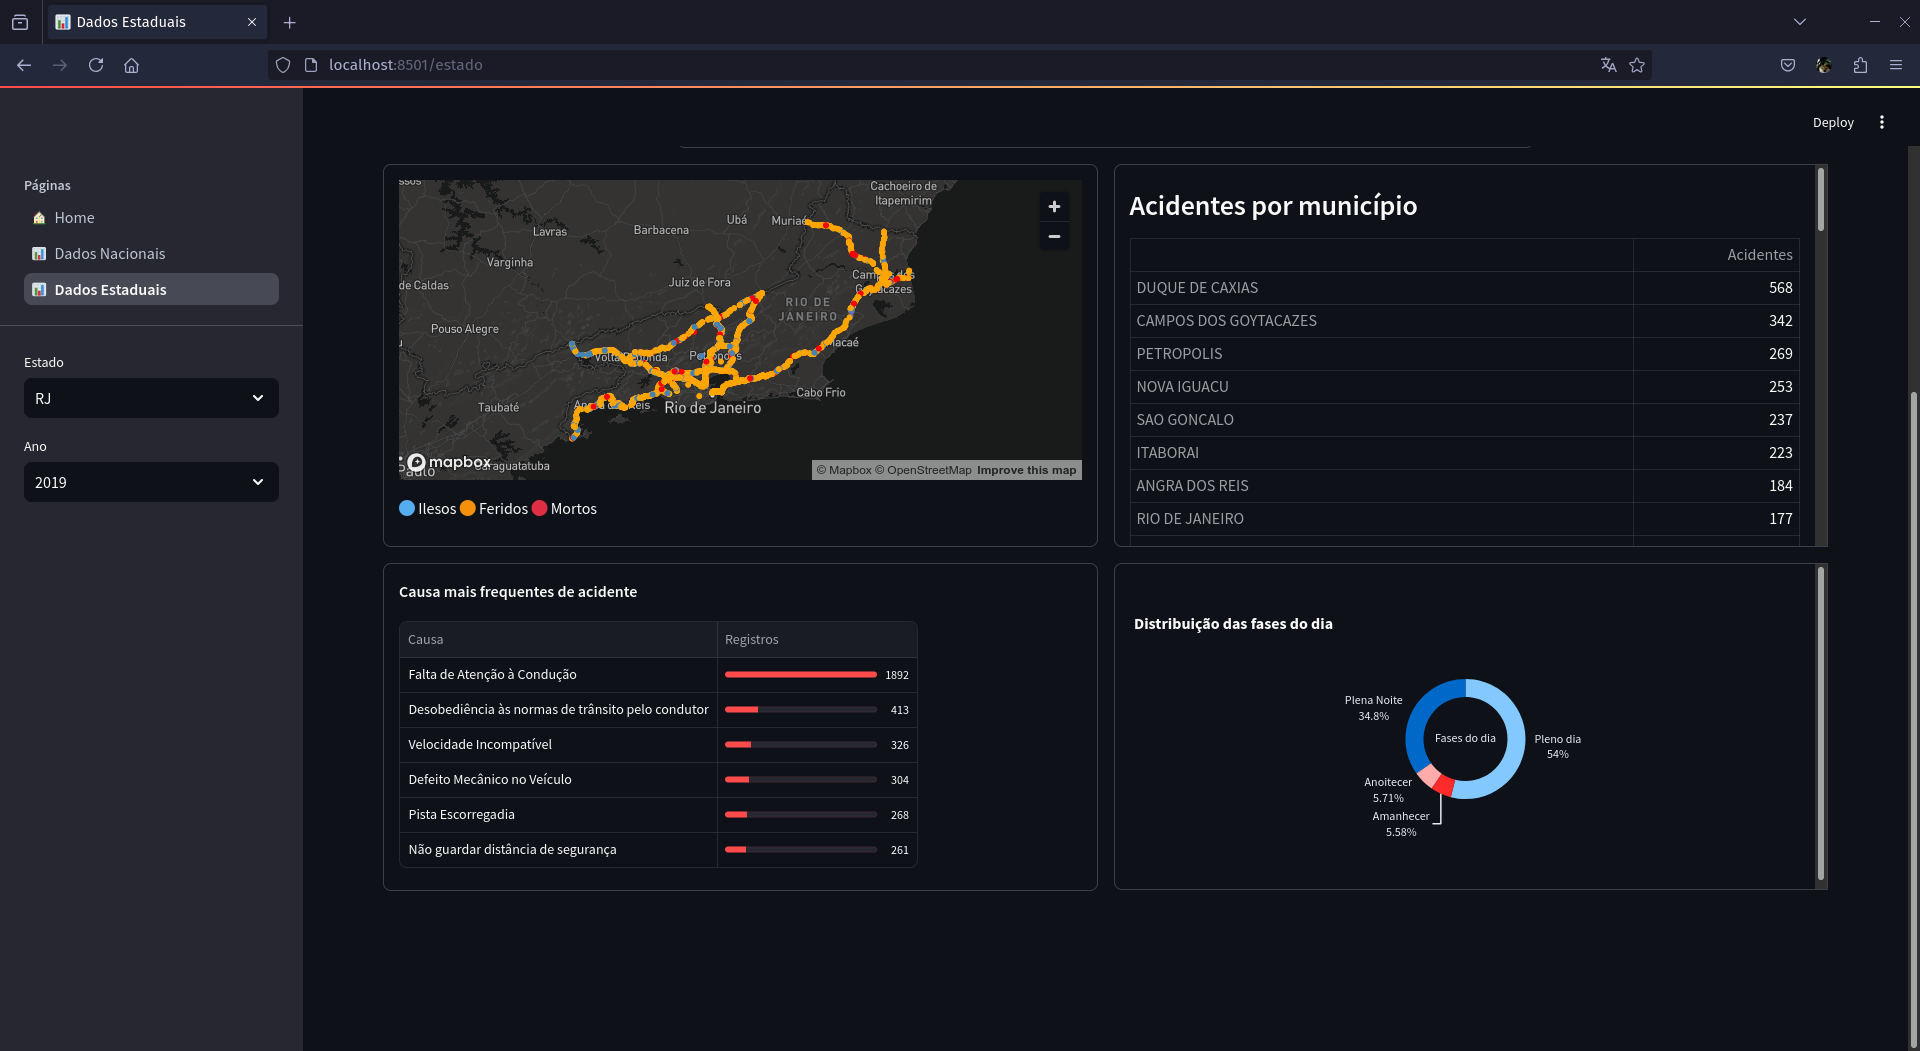 Dados Estaduais
localhost:8501/estado
Deploy
Páginas
Home
Dados Nacionais
Dados Estaduais
Estado
RJ
Ano
2019
ssos
Cachoeiro de
Itapemirim
Ubá
Muriaé
Lavras
Barbacena
Varginha
Juiz de Fora
de Caldas
RIO DE
JANEIRO
Pouso Alegre
Volta Redonda
Macaé
Cabo Frio
Taubaté
Rio de Janeiro
mapbox
Caraguatatuba
© Mapbox © OpenStreetMap Improve this map
Ilesos Feridos Mortos
Acidentes por município
Acidentes
DUQUE DE CAXIAS 568
CAMPOS DOS GOYTACAZES 342
PETROPOLIS 269
NOVA IGUACU 253
SAO GONCALO 237
ITABORAI 223
ANGRA DOS REIS 184
RIO DE JANEIRO 177
Causa mais frequentes de acidente
Causa Registros
Falta de Atenção à Condução 1892
Desobediência às normas de trânsito pelo condutor 413
Velocidade Incompatível 326
Defeito Mecânico no Veículo 304
Pista Escorregadia 268
Não guardar distância de segurança 261
Distribuição das fases do dia
Plena Noite
34.8%
Fases do dia
Pleno dia
54%
Anoitecer
5.71%
Amanhecer
5.58%